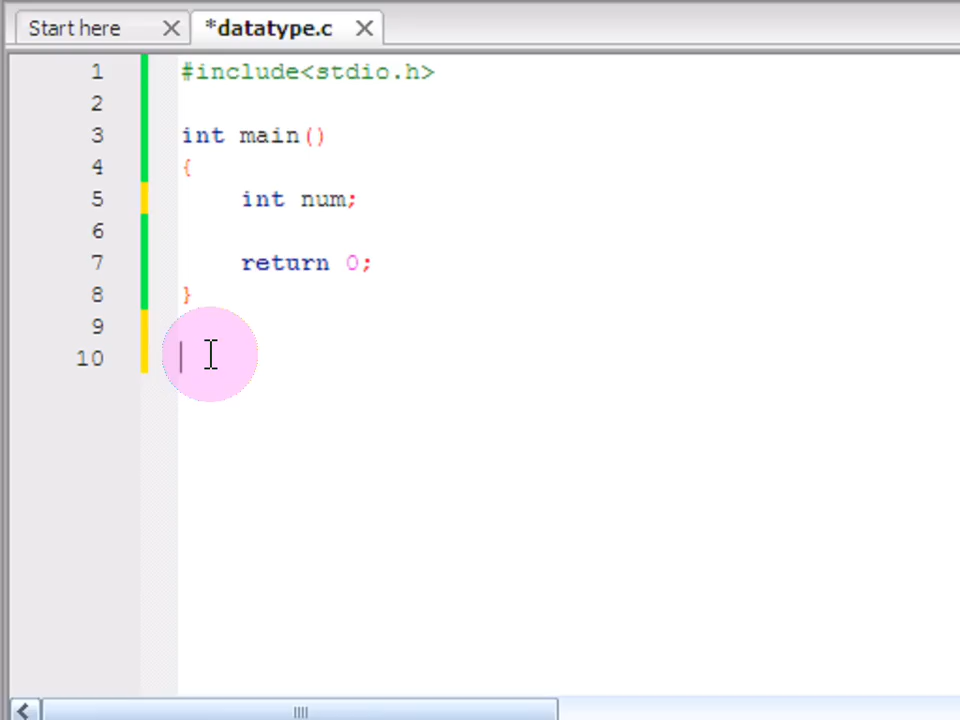 Start here *datatype.c
1 #include<stdio.h>
2
3 int main()
4 {
5 int num;
6
7 return 0;
8 }
9
10